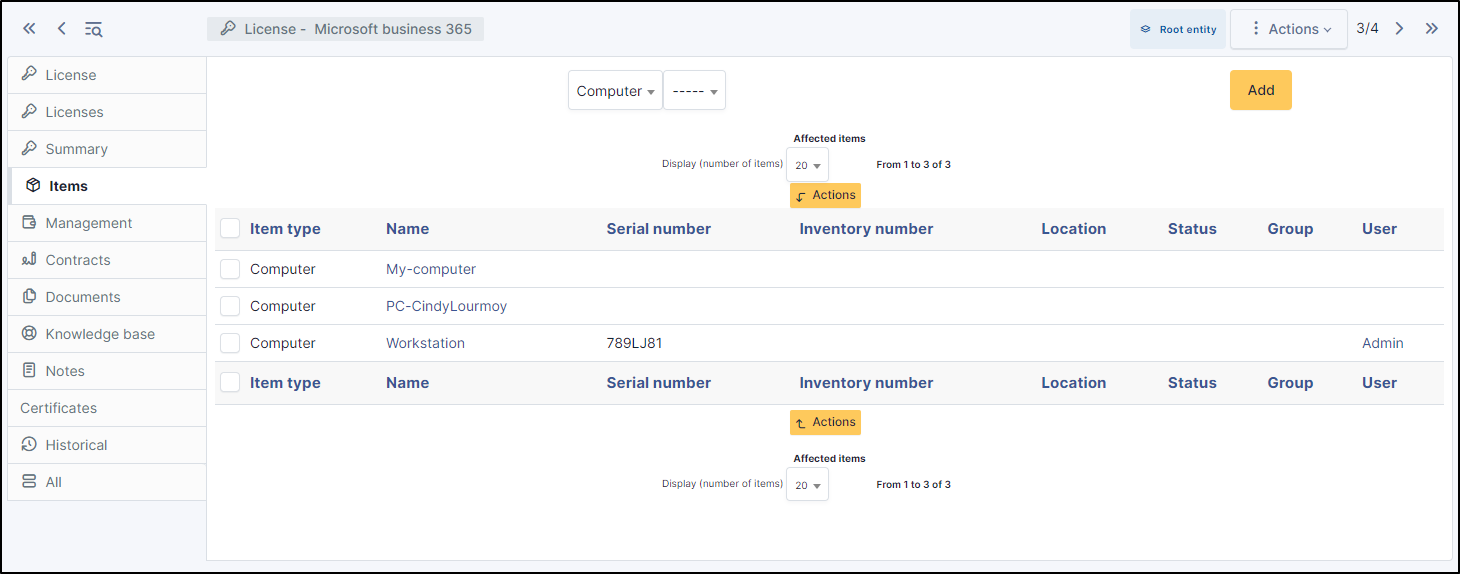 License - Microsoft business 365
Root entity
Actions
3/4
License
Licenses
Summary
Items
Management
Contracts
Documents
Knowledge base
Notes
Certificates
Historical
All
Computer
-----
Add
Affected items
Display (number of items) 20 From 1 to 3 of 3
Actions
Item type Name Serial number Inventory number Location Status Group User
Computer My-computer
Computer PC-CindyLourmoy
Computer Workstation 789LJ81 Admin
Item type Name Serial number Inventory number Location Status Group User
Actions
Affected items
Display (number of items) 20 From 1 to 3 of 3